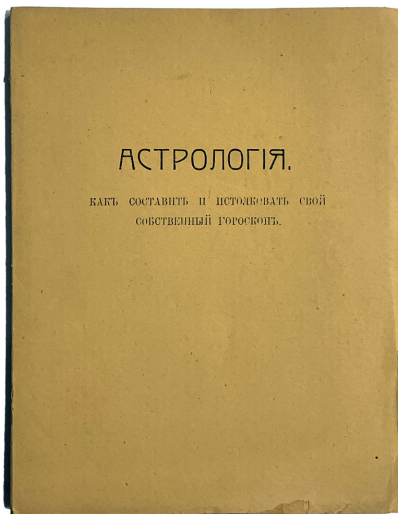 АСТРОЛОГІЯ.
КАКЪ СОСТАВИТЬ И ИСТОЛКОВАТЬ СВОЙ
СОБСТВЕННЫЙ ГОРОСКОПЪ.